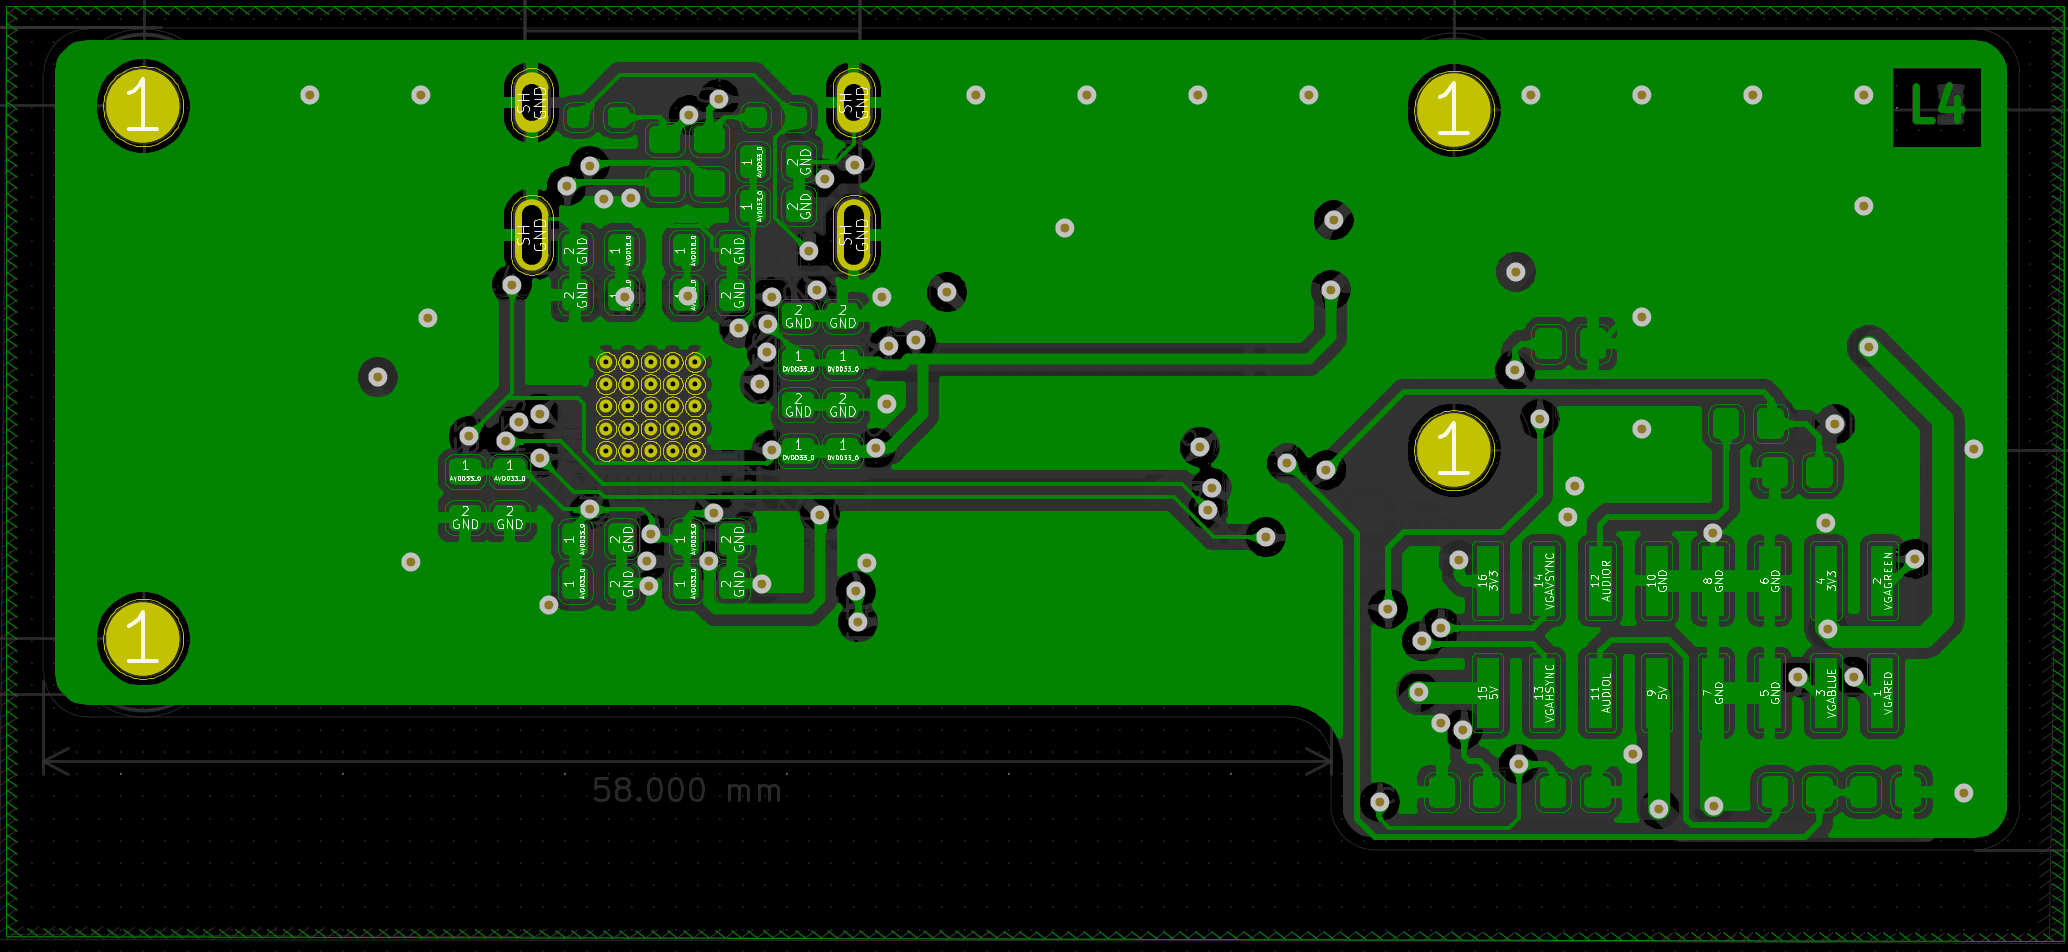 1
1
L4
SH
GND
SH
GND
1
AVDD33_0
2
GND
1
AVDD33_0
2
GND
SH
GND
SH
GND
2
GND
1
2
GND
1
2
GND
2
GND
2
GND
2
GND
1
DVDD33_0
1
DVDD33_0
2
GND
2
GND
1
DVDD33_0
1
DVDD33_0
1
1
AVDD33_0
1
AVDD33_0
2
GND
2
GND
1
AVDD33_0
2
GND
1
AVDD33_0
2
GND
1
AVDD33_0
2
GND
1
AVDD33_0
2
GND
16
3V3
14
VGAVSYNC
12
AUDIOR
10
GND
8
GND
6
GND
4
3V3
2
VGAGREEN
1
15
5V
13
VGAHSYNC
11
AUDIOL
9
5V
7
GND
5
GND
3
VGABLUE
1
VGARED
58.000 mm